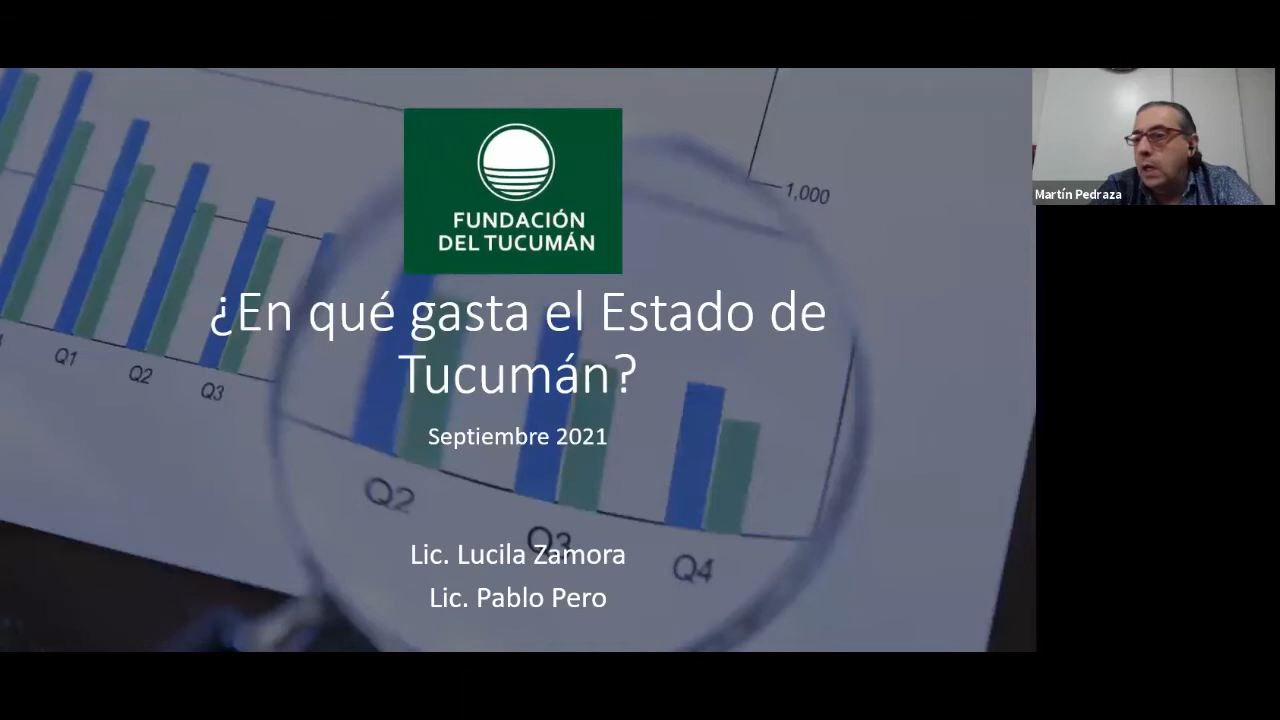 FUNDACIÓN
DEL TUCUMÁN
¿En qué gasta el Estado de
Tucumán?
Septiembre 2021
Lic. Lucila Zamora
Lic. Pablo Pero
Martín Pedraza
1,000
Q1
Q2
Q3
Q2
Q3
Q4